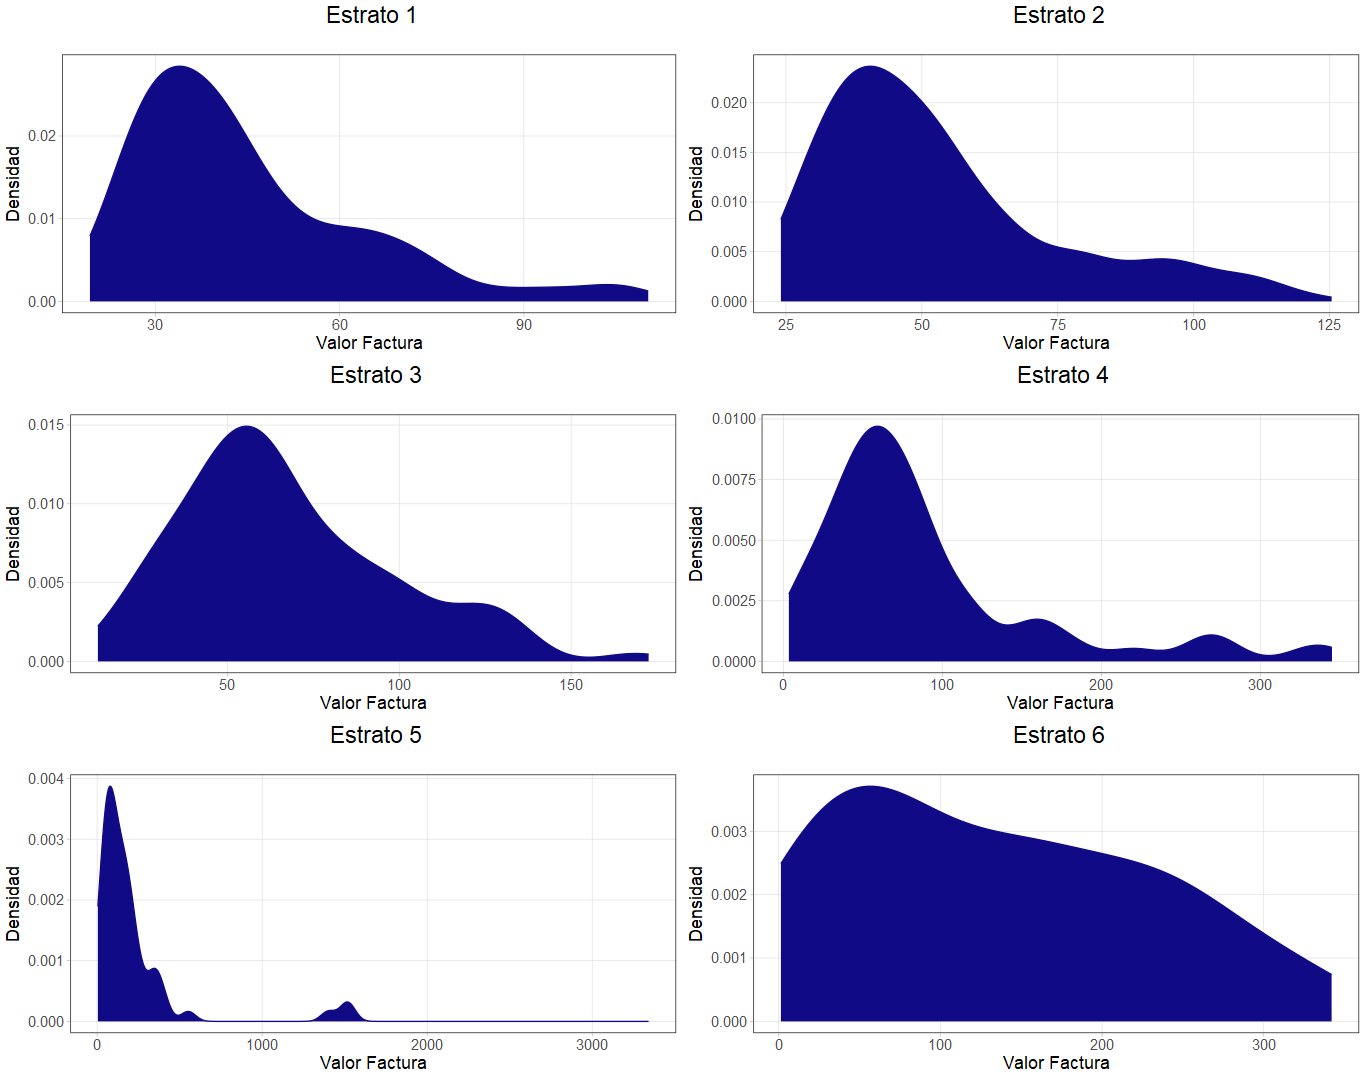 Estrato 1
Densidad
0.02
0.01
0.00
30 60 90
Valor Factura
Estrato 2
Densidad
0.020
0.015
0.010
0.005
0.000
25 50 75 100 125
Valor Factura
Estrato 3
Densidad
0.015
0.010
0.005
0.000
50 100 150
Valor Factura
Estrato 4
Densidad
0.0100
0.0075
0.0050
0.0025
0.0000
0 100 200 300
Valor Factura
Estrato 5
Densidad
0.004
0.003
0.002
0.001
0.000
0 1000 2000 3000
Valor Factura
Estrato 6
Densidad
0.003
0.002
0.001
0.000
0 100 200 300
Valor Factura